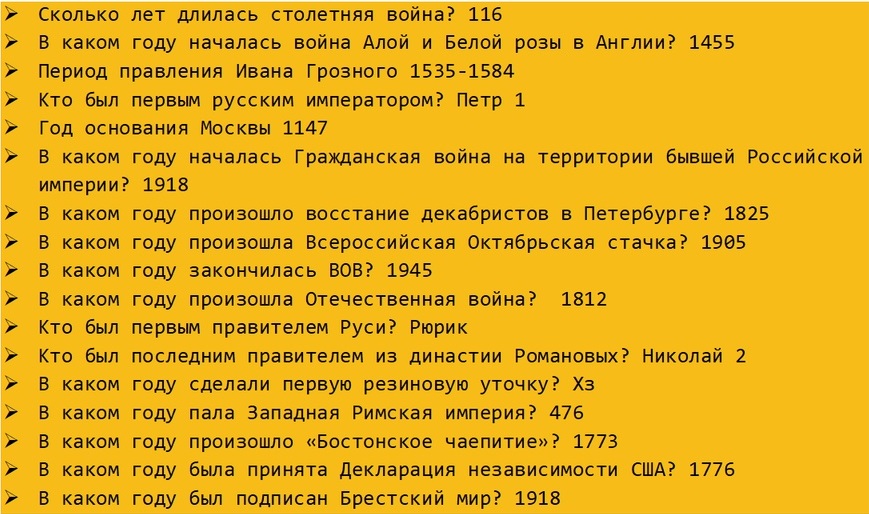 ➢ Сколько лет длилась столетняя война? 116
➢ В каком году началась война Алой и Белой розы в Англии? 1455
➢ Период правления Ивана Грозного 1535-1584
➢ Кто был первым русским императором? Петр 1
➢ Год основания Москвы 1147
➢ В каком году началась Гражданская война на территории бывшей Российской
империи? 1918
➢ В каком году произошло восстание декабристов в Петербурге? 1825
➢ В каком году произошла Всероссийская Октябрьская стачка? 1905
➢ В каком году закончилась ВОВ? 1945
➢ В каком году произошла Отечественная война?  1812
➢ Кто был первым правителем Руси? Рюрик
➢ Кто был последним правителем из династии Романовых? Николай 2
➢ В каком году сделали первую резиновую уточку? Хз
➢ В каком году пала Западная Римская империя? 476
➢ В каком году произошло «Бостонское чаепитие»? 1773
➢ В каком году была принята Декларация независимости США? 1776
➢ В каком году был подписан Брестский мир? 1918